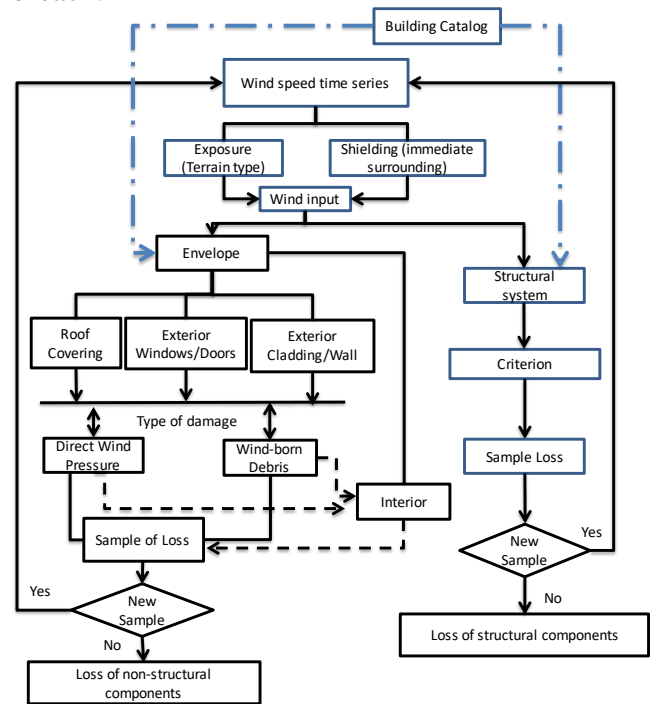 Building Catalog
Wind speed time series
Exposure
(Terrain type)
Shielding (immediate
surrounding)
Wind input
Envelope
Structural
system
Roof
Covering
Exterior
Windows/Doors
Exterior
Cladding/Wall
Criterion
Type of damage
Direct Wind
Pressure
Wind-born
Debris
Sample Loss
Interior
Sample of Loss
New
Sample
Yes
Yes
New
Sample
No
No
Loss of structural components
Loss of non-structural
components